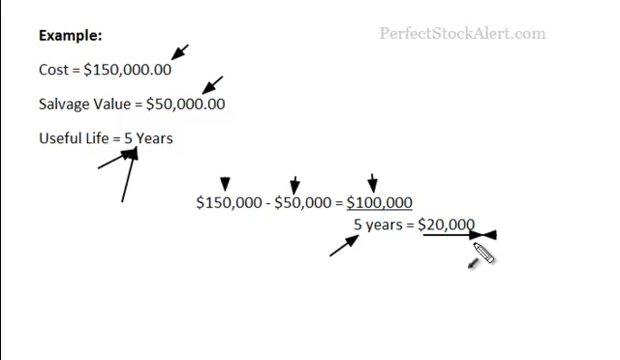 PerfectStockAlert.com
Example:
Cost = $150,000.00
Salvage Value = $50,000.00
Useful Life = 5 Years
$150,000 - $50,000 = $100,000
5 years = $20,000